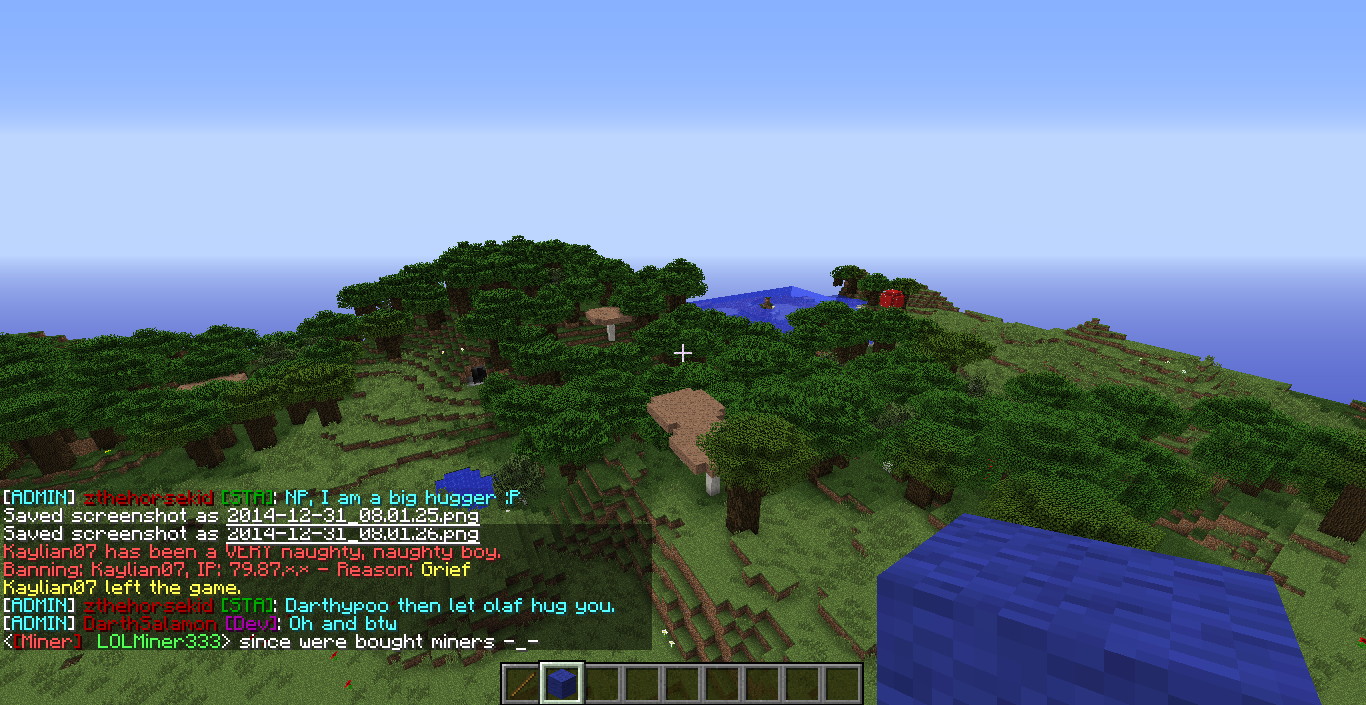 [ADMIN] zthehorsekid [STA]: NP, I am a big hugger :P
Saved screenshot as 2014-12-31_08.01.25.png
Saved screenshot as 2014-12-31_08.01.26.png
Kaylian07 has been a VERY naughty, naughty boy.
Banning: Kaylian07, IP: 79.87.*.* - Reason: Grief
Kaylian07 left the game.
[ADMIN] zthehorsekid [STA]: Darthypoo then let olaf hug you.
[ADMIN] DarthSalamon [Dev]: Oh and btw
<[Miner] LOLMiner333> since were bought miners -_-